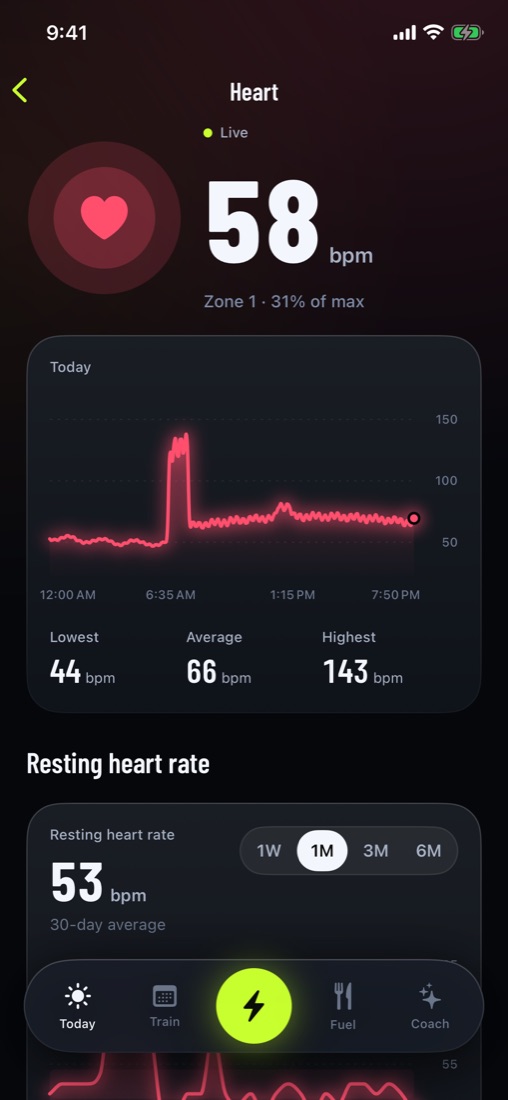 9:41
Heart
Live
58 bpm
Zone 1 · 31% of max
Today
150
100
50
12:00 AM 6:35 AM 1:15 PM 7:50 PM
Lowest Average Highest
44 bpm 66 bpm 143 bpm
Resting heart rate
Resting heart rate
1W 1M 3M 6M
53 bpm
30-day average
Today Train Fuel Coach
55